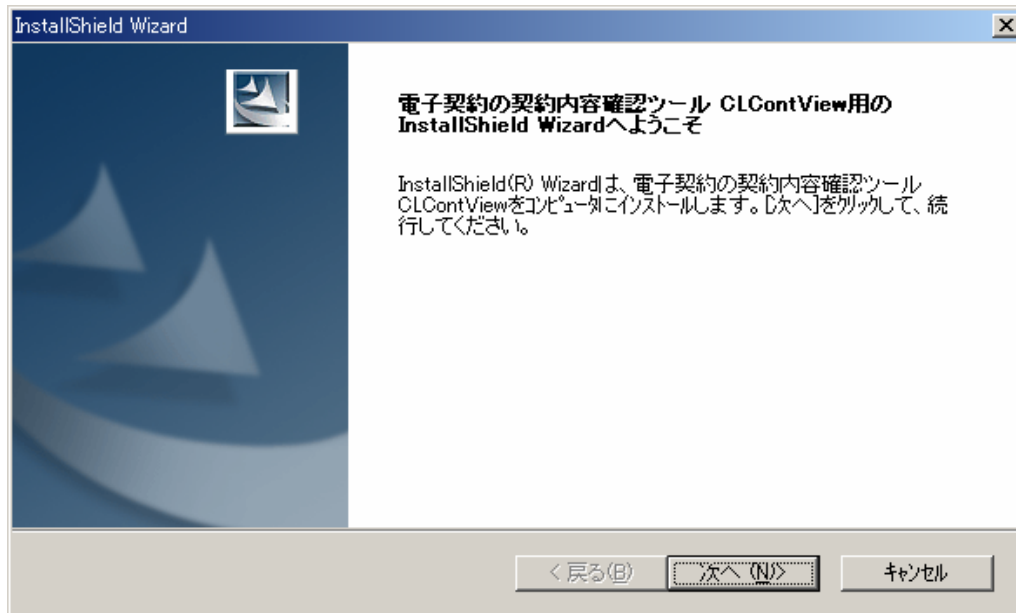 InstallShield Wizard
電子契約の契約内容確認ツール CLContView用の
InstallShield Wizardへようこそ
InstallShield(R) Wizardは、電子契約の契約内容確認ツール
CLContViewをｺﾝﾋﾟｭｰﾀにｲﾝｽﾄｰﾙします。[次へ]をｸﾘｯｸして、続
行してください。
< 戻る(B)
次へ (N)>
ｷｬﾝｾﾙ